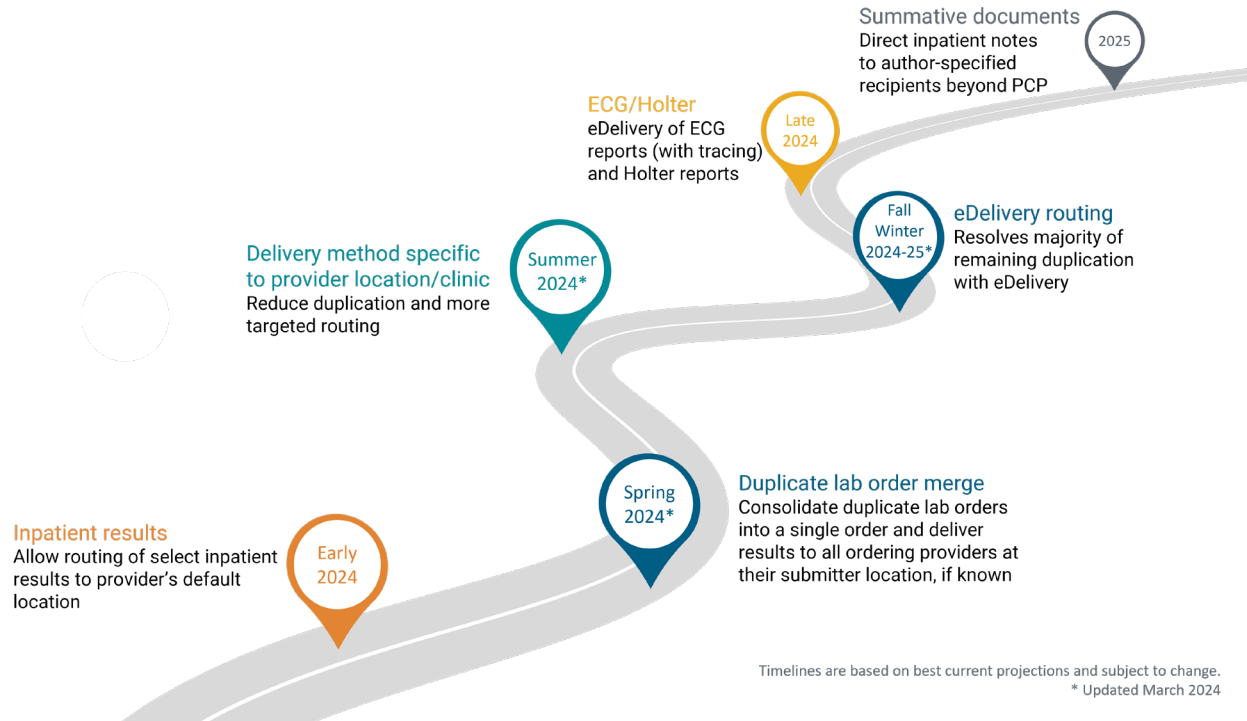 Summative documents
Direct inpatient notes
to author-specified
recipients beyond PCP
2025
ECG/Holter
eDelivery of ECG
reports (with tracing)
and Holter reports
Late
2024
Fall
Winter
2024-25*
eDelivery routing
Resolves majority of
remaining duplication
with eDelivery
Delivery method specific
to provider location/clinic
Reduce duplication and more
targeted routing
Summer
2024*
Spring
2024*
Duplicate lab order merge
Consolidate duplicate lab orders
into a single order and deliver
results to all ordering providers at
their submitter location, if known
Inpatient results
Allow routing of select inpatient
results to provider’s default
location
Early
2024
Timelines are based on best current projections and subject to change.
* Updated March 2024